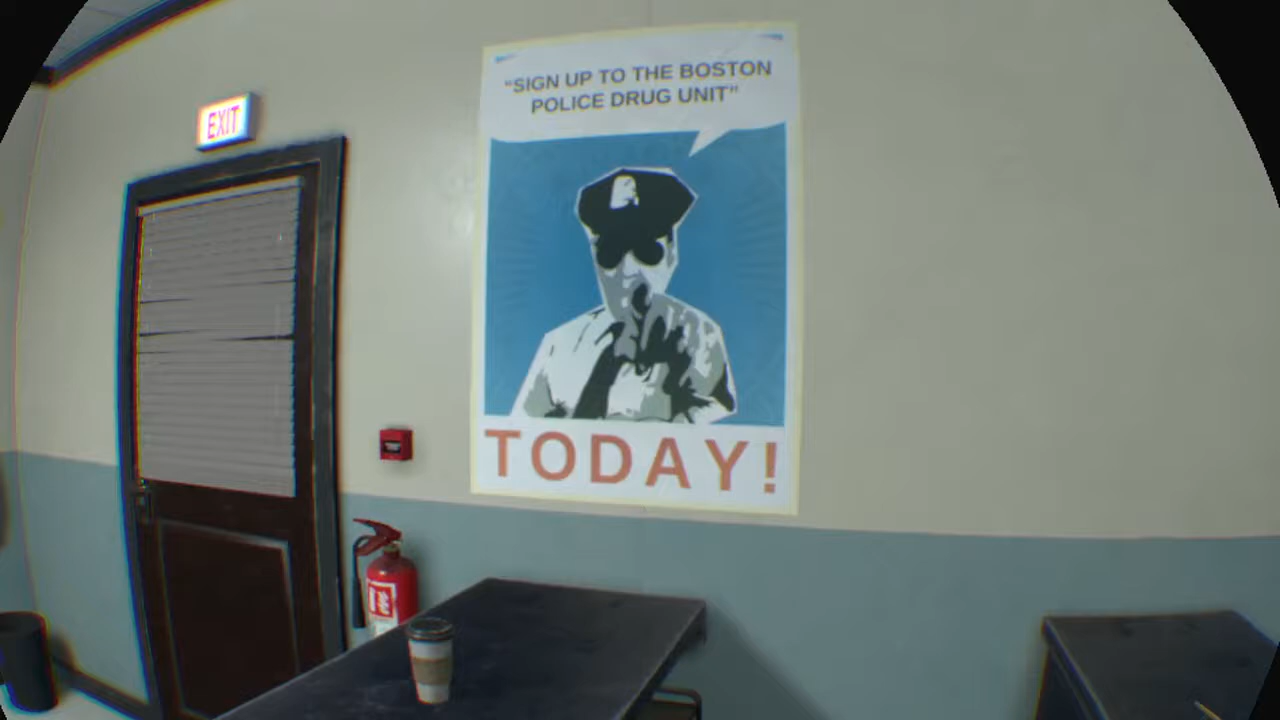 EXIT
“SIGN UP TO THE BOSTON
POLICE DRUG UNIT”
TODAY!